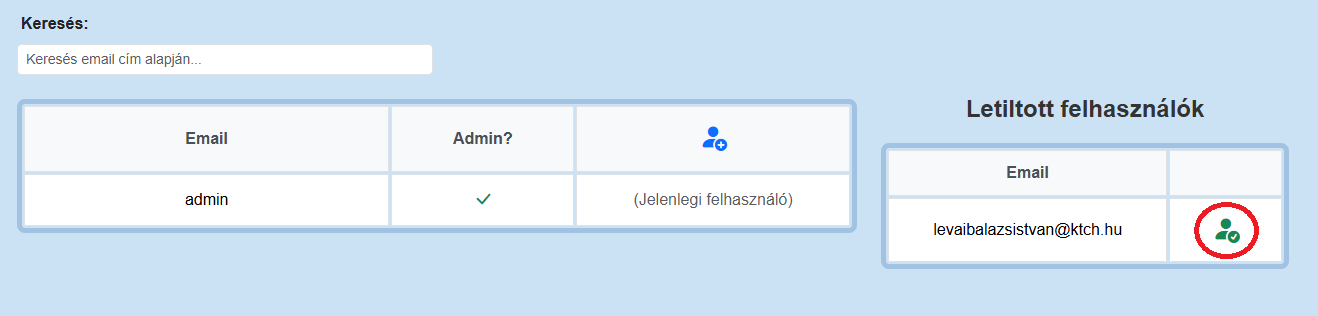 Keresés:
Keresés email cím alapján...
Email
Admin?
admin
(Jelenlegi felhasználó)
Letiltott felhasználók
Email
levaibalazsistvan@ktch.hu